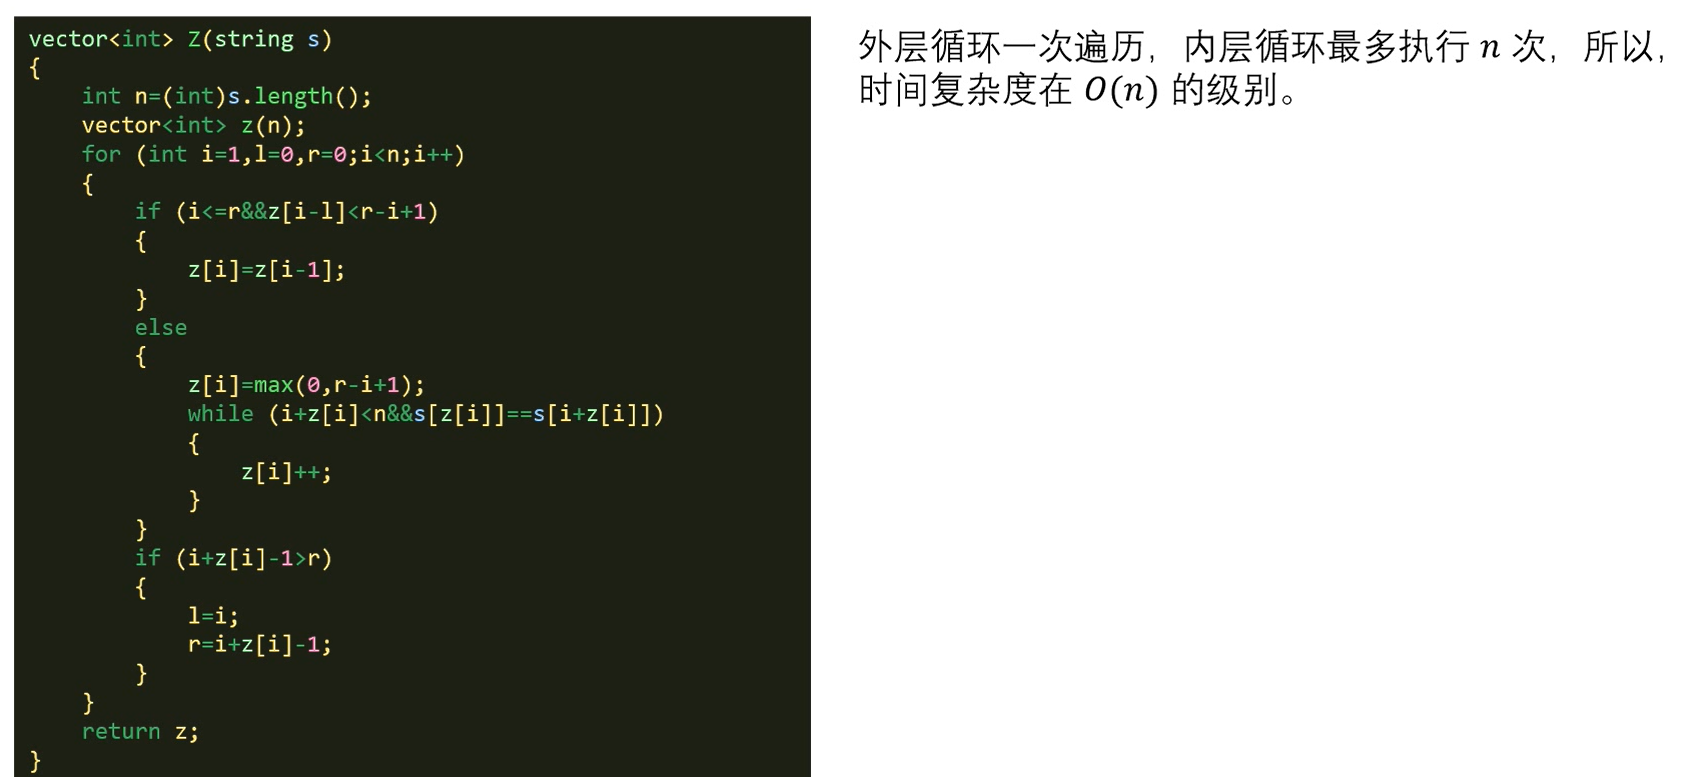 vector<int> Z(string s)
{
    int n=(int)s.length();
    vector<int> z(n);
    for (int i=1,l=0,r=0;i<n;i++)
    {
        if (i<=r&&z[i-l]<r-i+1)
        {
            z[i]=z[i-1];
        }
        else
        {
            z[i]=max(0,r-i+1);
            while (i+z[i]<n&&s[z[i]]==s[i+z[i]])
            {
                z[i]++;
            }
        }
        if (i+z[i]-1>r)
        {
            l=i;
            r=i+z[i]-1;
        }
    }
    return z;
}
外层循环一次遍历，内层循环最多执行 n 次，所以，
时间复杂度在 O(n) 的级别。